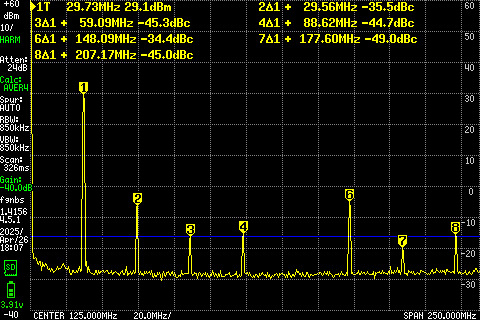 +60
dBm
10/
HARM
Atten:
24dB
Calc:
AVER4
Spur:
AUTO
RBW:
850kHz
VBW:
850kHz
Scan:
326ms
Gain:
-40.0dB
f9nbs
1.4156
4.5.1
2025/
Apr/26
18:07
SD
3.91v
-40
1T 29.73MHz 29.1dBm
2Δ1 + 29.56MHz -35.5dBc
3Δ1 + 59.09MHz -45.3dBc
4Δ1 + 88.62MHz -44.7dBc
6Δ1 + 148.09MHz -34.4dBc
7Δ1 + 177.60MHz -49.0dBc
8Δ1 + 207.17MHz -45.0dBc
1
2
3
4
6
7
8
60
50
30
20
10
0
-10
-20
-30
CENTER 125.000MHz 20.0MHz/ SPAN 250.000MHz